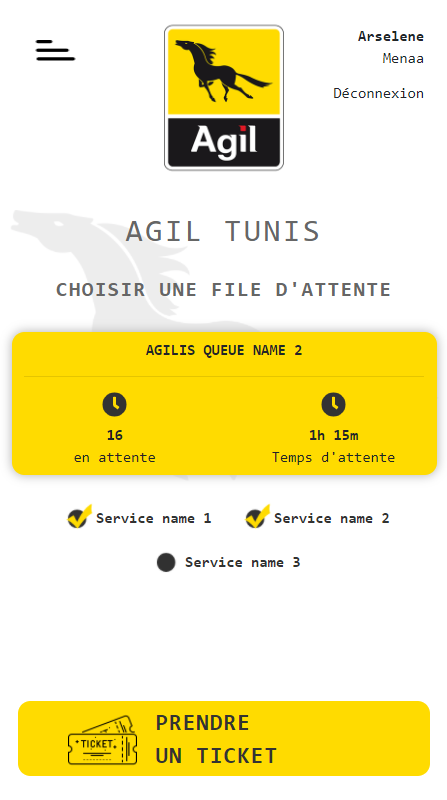 Arselene
Menaa
Déconnexion
Agil
AGIL TUNIS
CHOISIR UNE FILE D'ATTENTE
AGILIS QUEUE NAME 2
16
en attente
1h 15m
Temps d'attente
Service name 1
Service name 2
Service name 3
TICKET
PRENDRE
UN TICKET